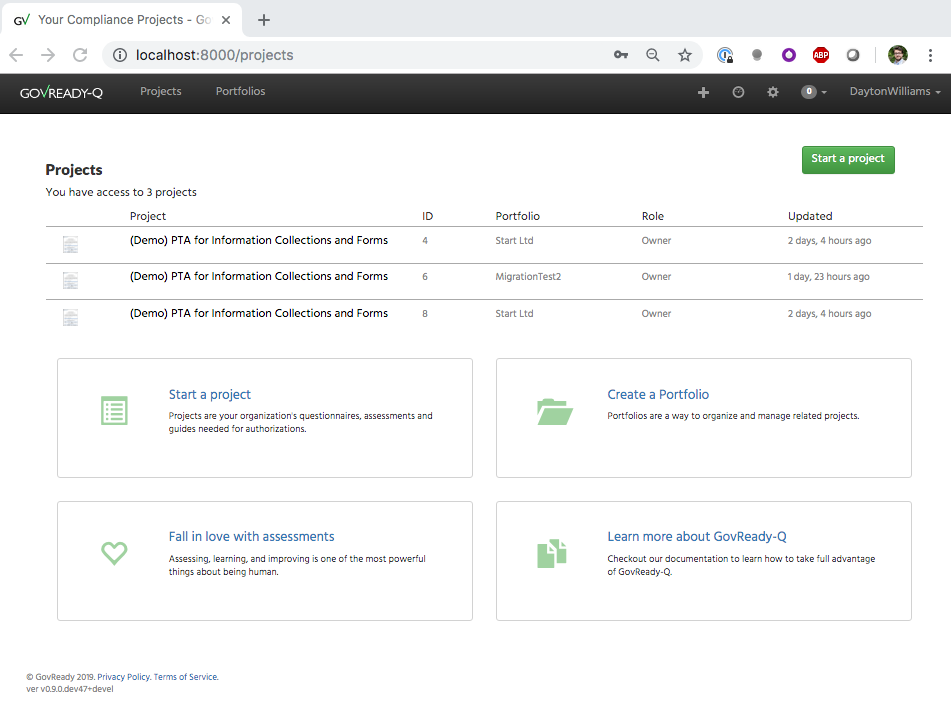 GV Your Compliance Projects - Go
localhost:8000/projects
ABP
GOVREADY-Q Projects Portfolios 0 DaytonWilliams
Start a project
Projects
You have access to 3 projects
Project ID Portfolio Role Updated
(Demo) PTA for Information Collections and Forms 4 Start Ltd Owner 2 days, 4 hours ago
(Demo) PTA for Information Collections and Forms 6 MigrationTest2 Owner 1 day, 23 hours ago
(Demo) PTA for Information Collections and Forms 8 Start Ltd Owner 2 days, 4 hours ago
Start a project
Projects are your organization's questionnaires, assessments and
guides needed for authorizations.
Create a Portfolio
Portfolios are a way to organize and manage related projects.
Fall in love with assessments
Assessing, learning, and improving is one of the most powerful
things about being human.
Learn more about GovReady-Q
Checkout our documentation to learn how to take full advantage
of GovReady-Q.
© GovReady 2019. Privacy Policy. Terms of Service.
ver v0.9.0.dev47+devel